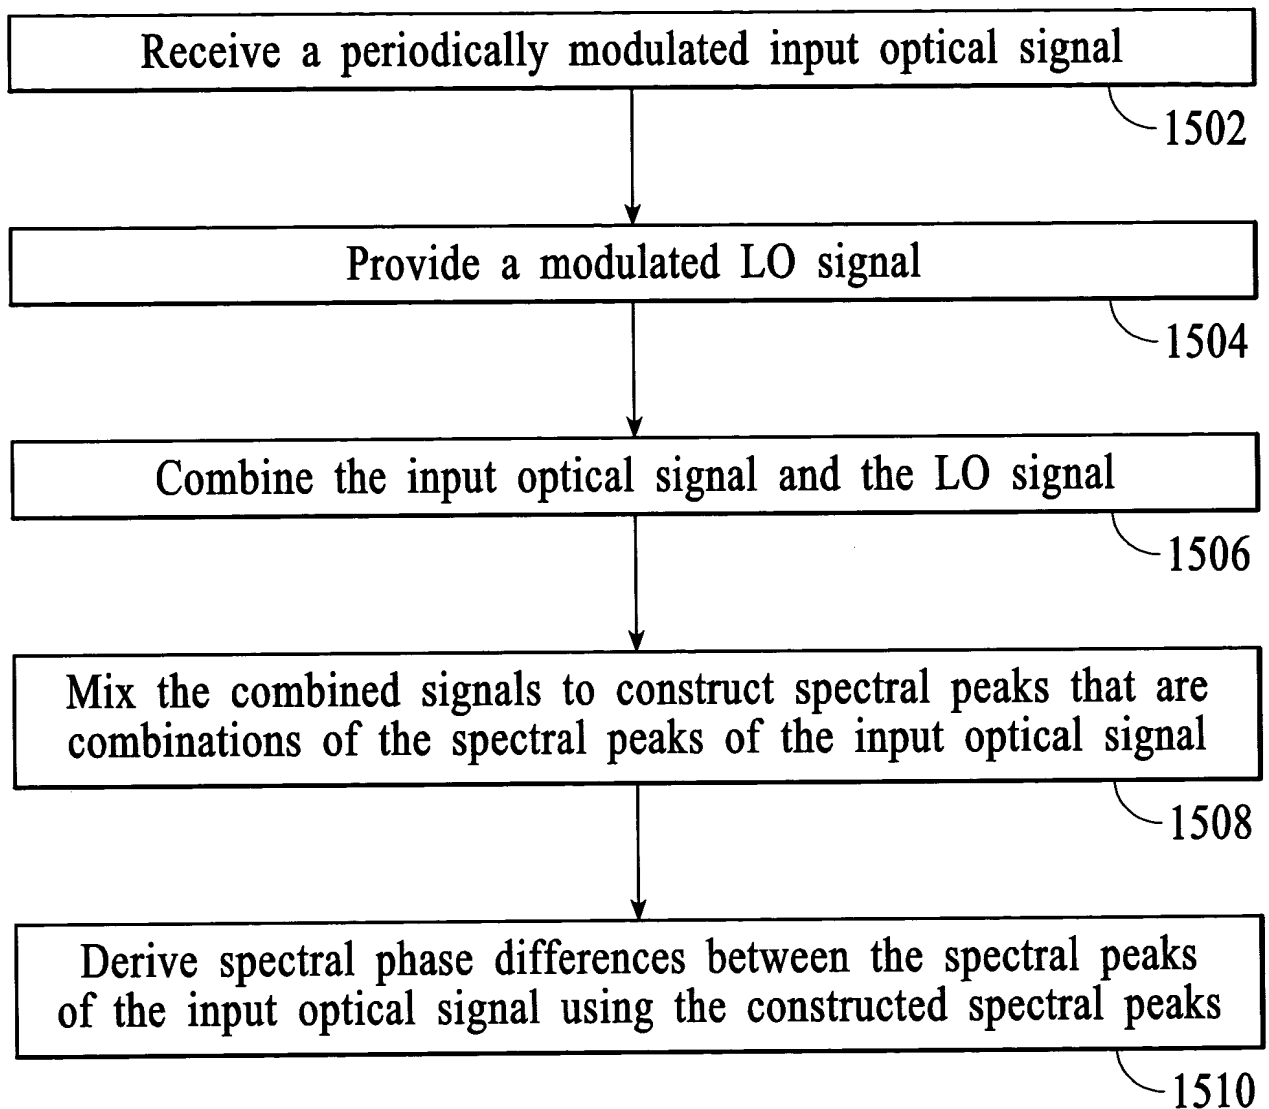 Receive a periodically modulated input optical signal
1502
Provide a modulated LO signal
1504
Combine the input optical signal and the LO signal
1506
Mix the combined signals to construct spectral peaks that are
combinations of the spectral peaks of the input optical signal
1508
Derive spectral phase differences between the spectral peaks
of the input optical signal using the constructed spectral peaks
1510